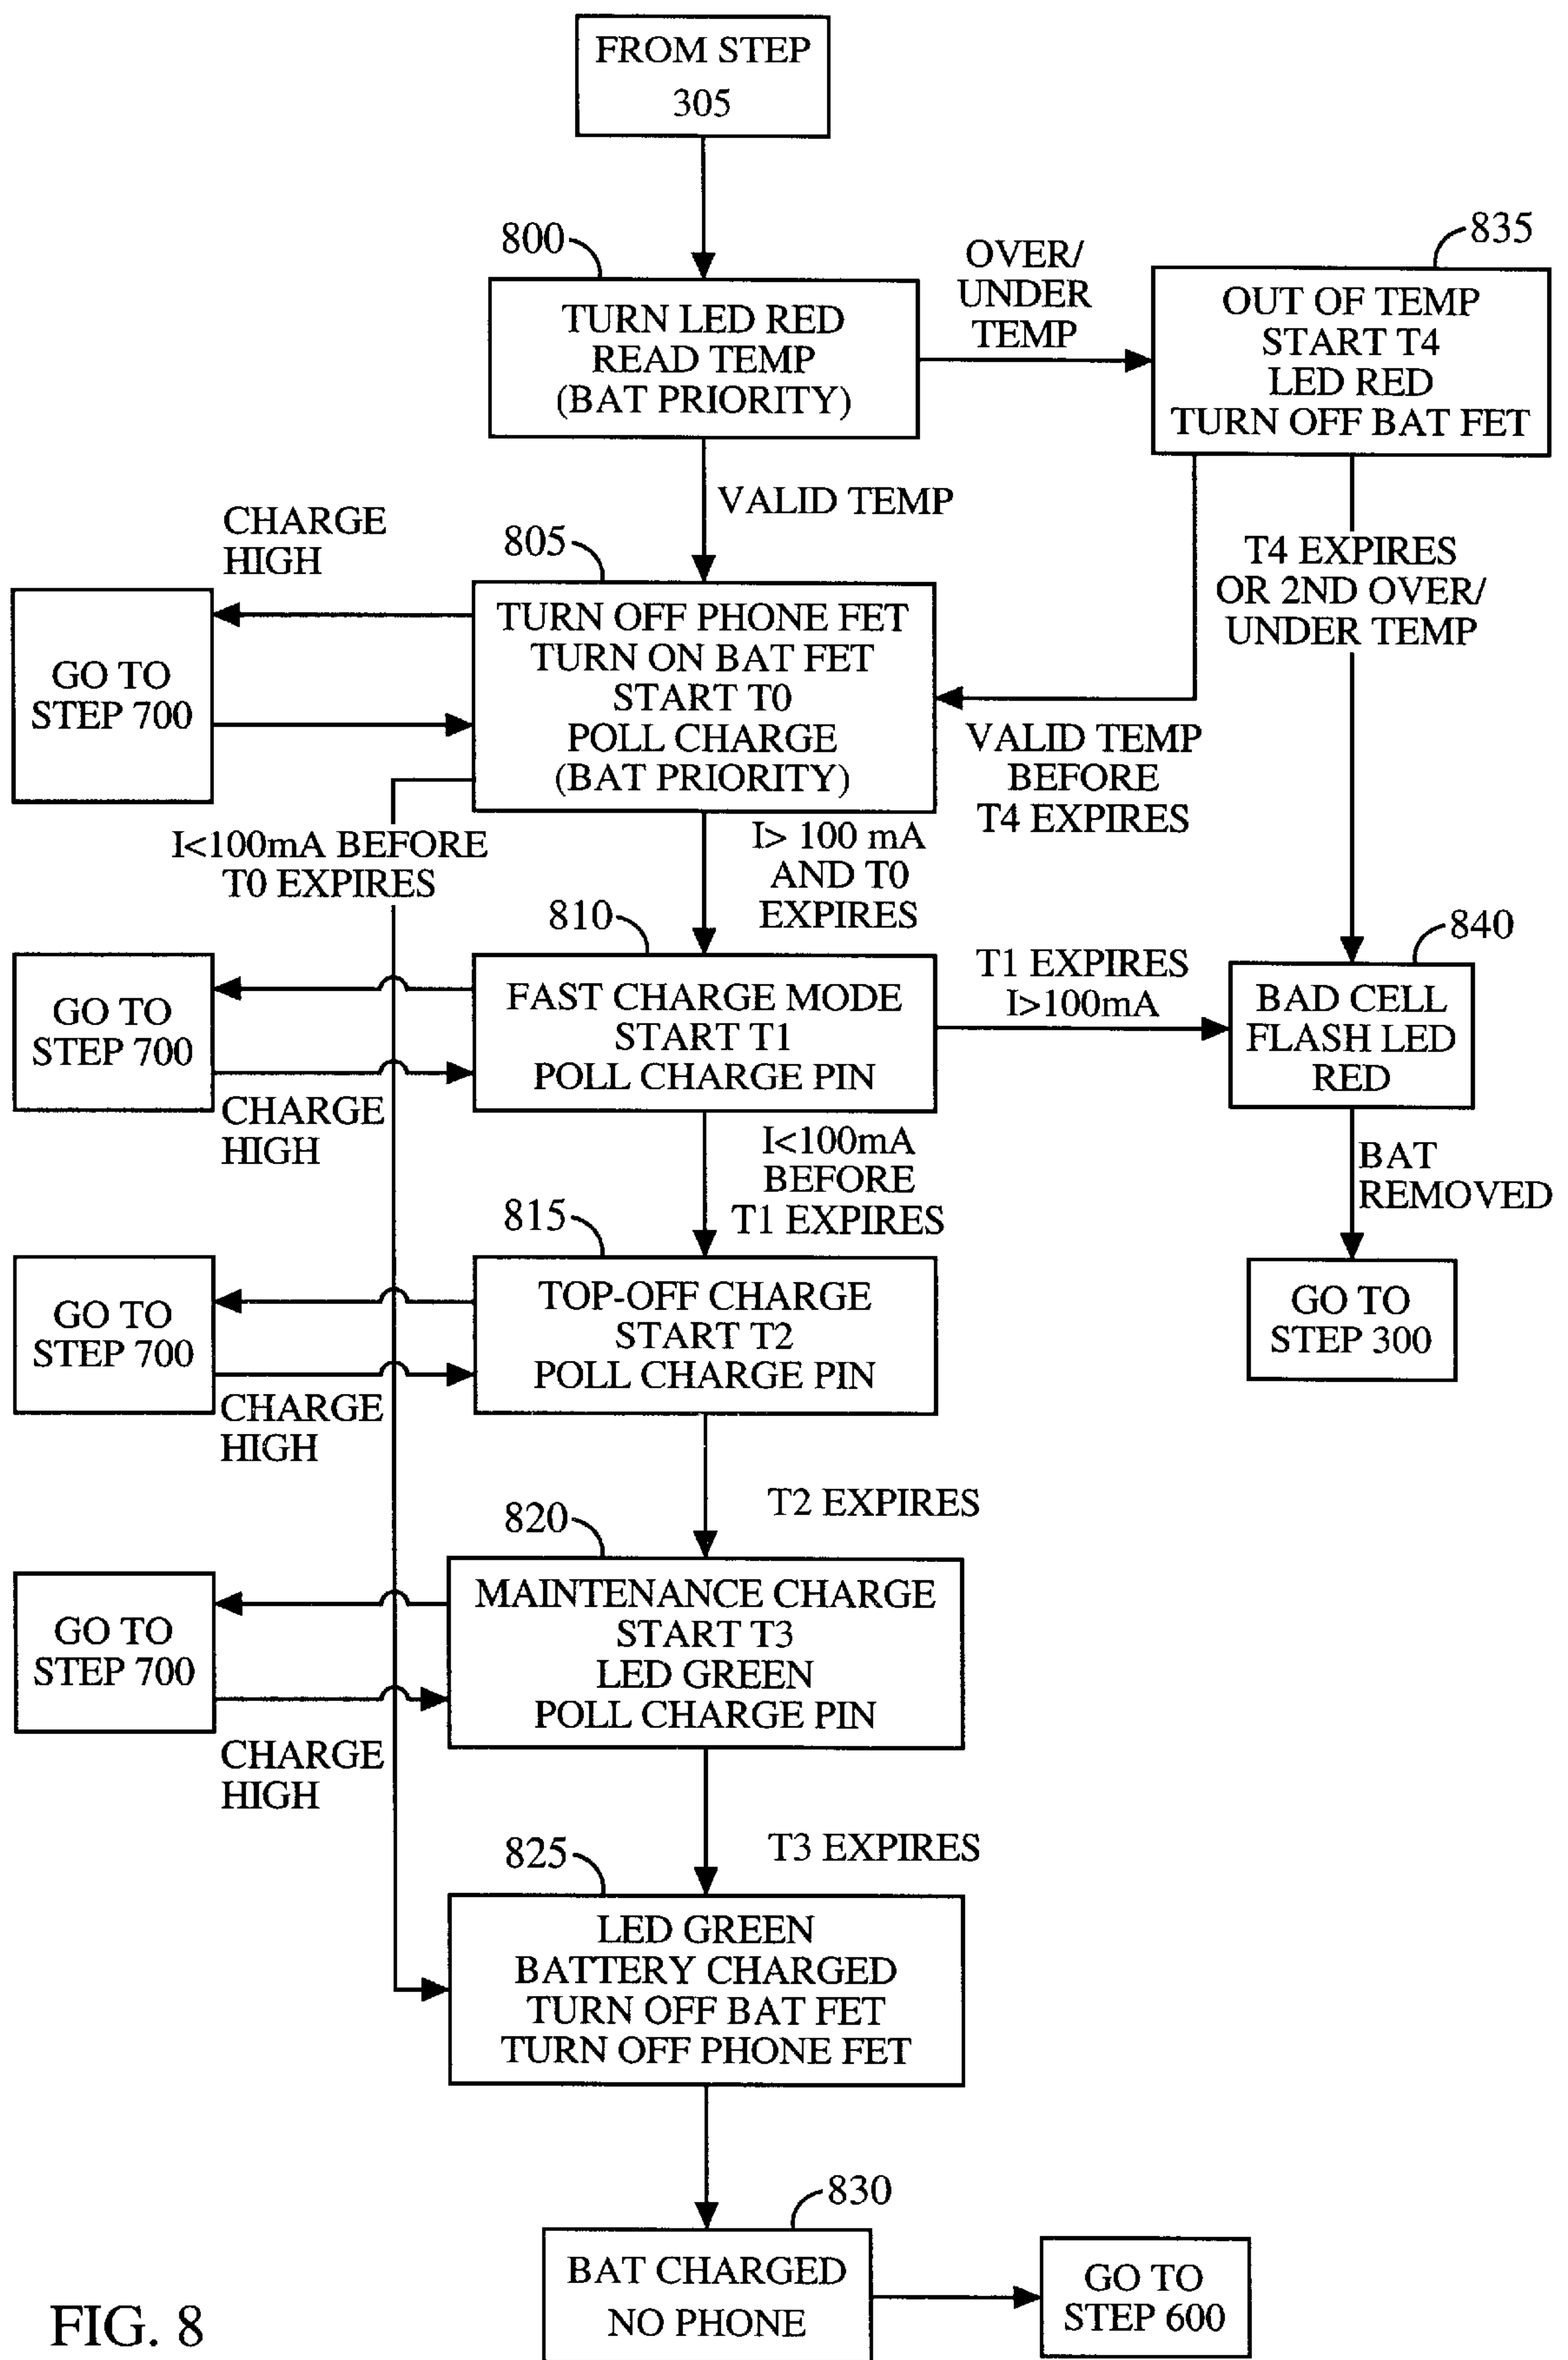 FROM STEP
305
800
TURN LED RED
READ TEMP
(BAT PRIORITY)
OVER/
UNDER
TEMP
835
OUT OF TEMP
START T4
LED RED
TURN OFF BAT FET
VALID TEMP
CHARGE
HIGH
805
GO TO
STEP 700
TURN OFF PHONE FET
TURN ON BAT FET
START T0
POLL CHARGE
(BAT PRIORITY)
T4 EXPIRES
OR 2ND OVER/
UNDER TEMP
VALID TEMP
BEFORE
T4 EXPIRES
I<100mA BEFORE
T0 EXPIRES
I> 100 mA
AND T0
EXPIRES
810
GO TO
STEP 700
FAST CHARGE MODE
START T1
POLL CHARGE PIN
T1 EXPIRES
I>100mA
840
BAD CELL
FLASH LED
RED
CHARGE
HIGH
I<100mA
BEFORE
T1 EXPIRES
BAT
REMOVED
815
GO TO
STEP 700
TOP-OFF CHARGE
START T2
POLL CHARGE PIN
GO TO
STEP 300
CHARGE
HIGH
T2 EXPIRES
820
GO TO
STEP 700
MAINTENANCE CHARGE
START T3
LED GREEN
POLL CHARGE PIN
CHARGE
HIGH
T3 EXPIRES
825
LED GREEN
BATTERY CHARGED
TURN OFF BAT FET
TURN OFF PHONE FET
830
BAT CHARGED
NO PHONE
GO TO
STEP 600
FIG. 8